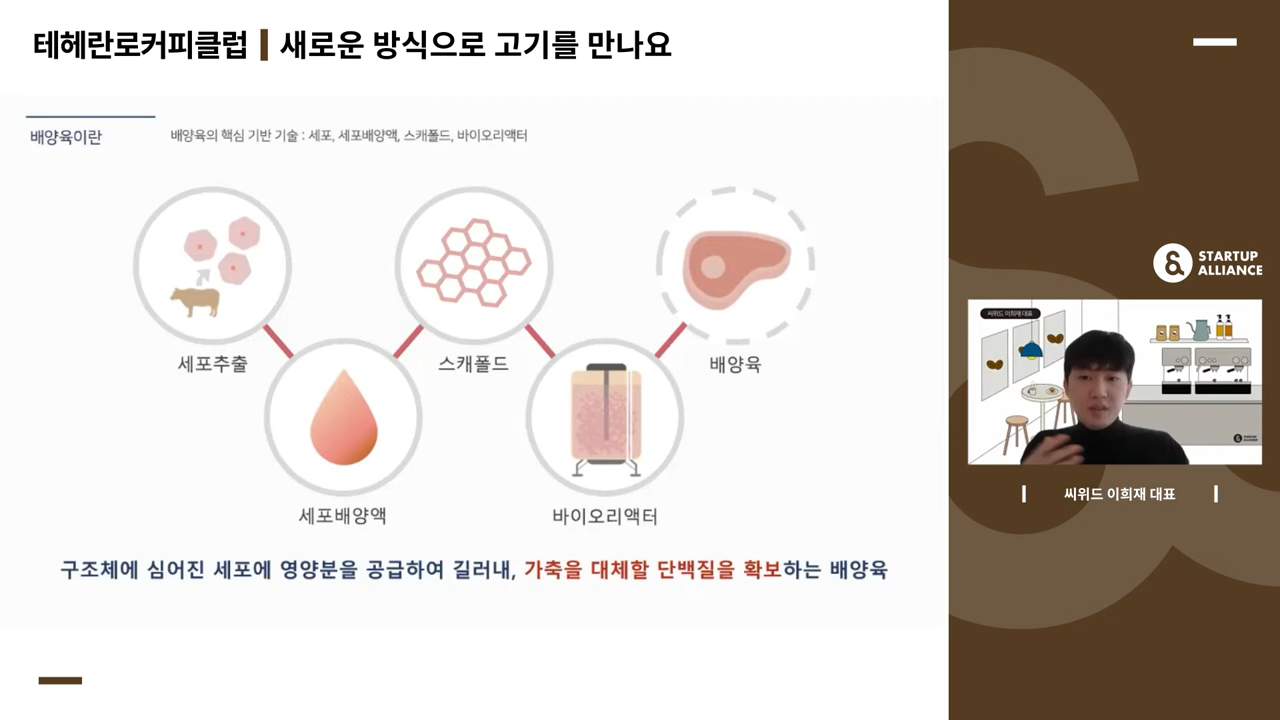 테헤란로커피클럽 | 새로운 방식으로 고기를 만나요
배양육이란
배양육의 핵심 기반 기술 : 세포, 세포배양액, 스캐폴드, 바이오리액터
세포추출
스캐폴드
배양육
세포배양액
바이오리액터
구조체에 심어진 세포에 영양분을 공급하여 길러내, 가축을 대체할 단백질을 확보하는 배양육
STARTUP
ALLIANCE
씨위드 이희재 대표
STARTUP
ALLIANCE
씨위드 이희재 대표